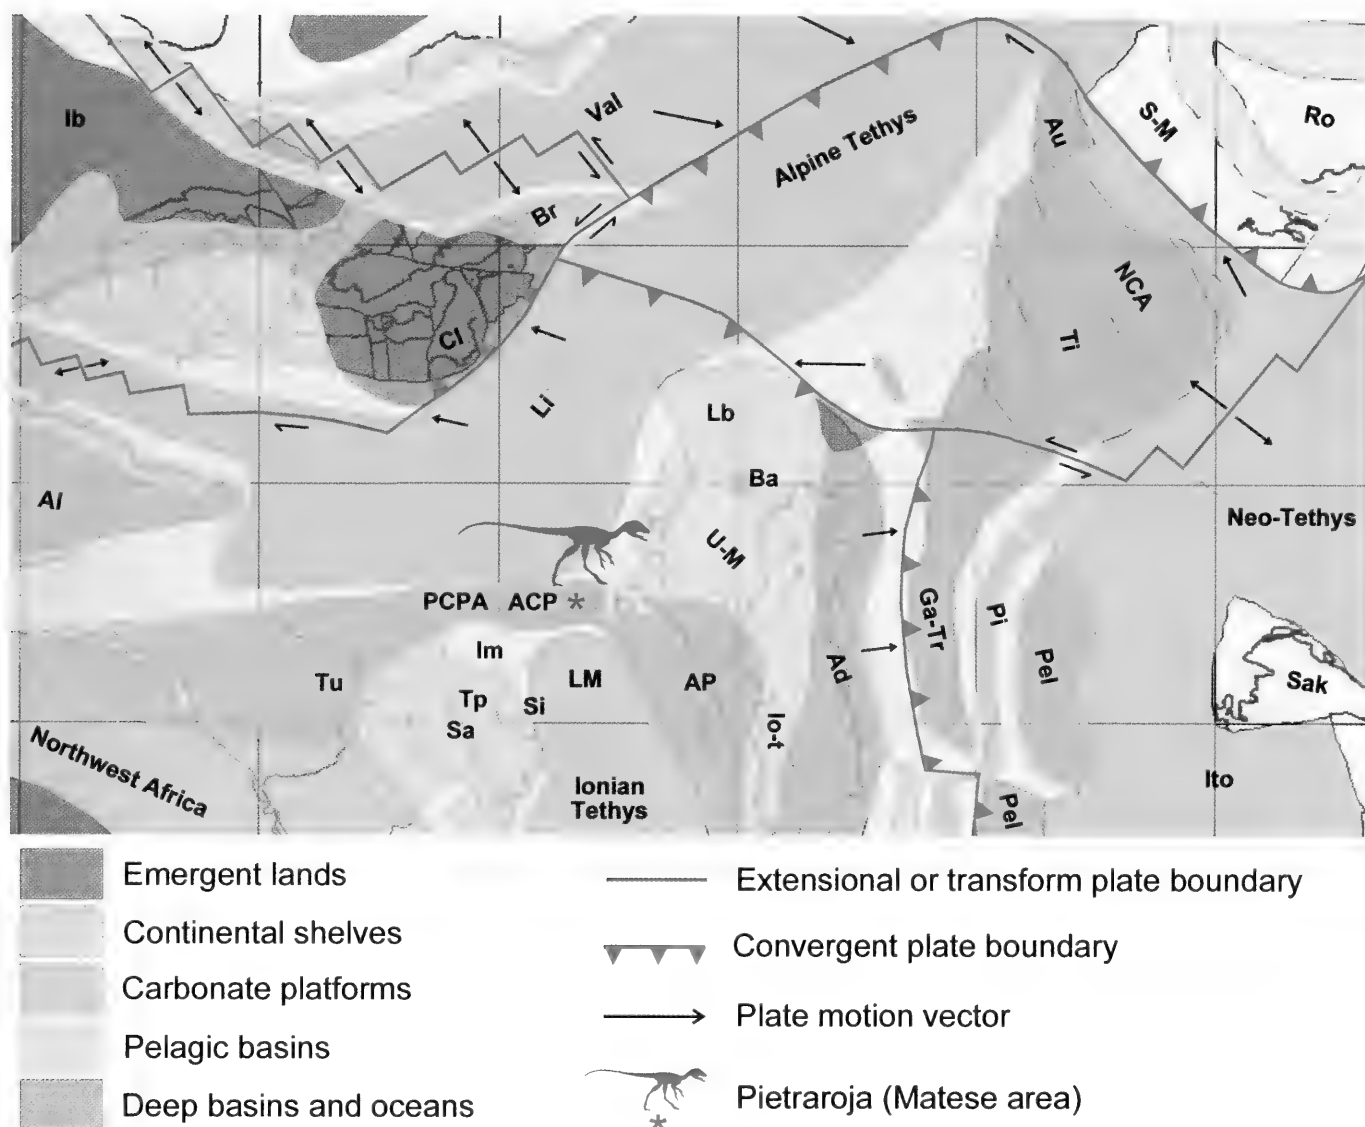 Ib
Val
Alpine Tethys
Au
S-M
Ro
Br
NCA
Cl
Ti
Li
Lb
Al
Ba
Neo-Tethys
U-M
PCPA ACP *
Ga-Tr
Pi
Im
Tu
LM
AP
Ad
Pel
Sak
Tp
Si
Sa
Io-t
Northwest Africa
Ionian
Tethys
Ito
Pel
Emergent lands
Continental shelves
Carbonate platforms
Pelagic basins
Deep basins and oceans
Extensional or transform plate boundary
Convergent plate boundary
Plate motion vector
Pietraroja (Matese area)
*